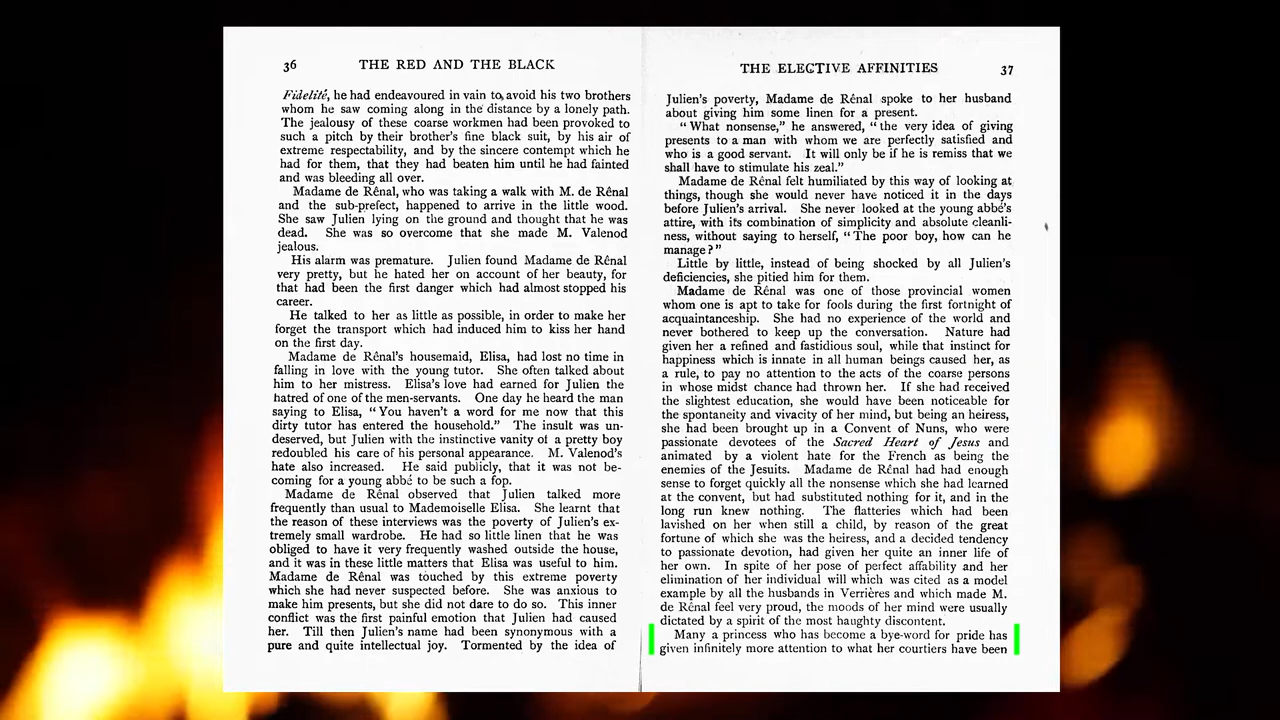 36 THE RED AND THE BLACK
Fidelité, he had endeavoured in vain to avoid his two brothers
whom he saw coming along in the distance by a lonely path.
The jealousy of these coarse workmen had been provoked to
such a pitch by their brother's fine black suit, by his air of
extreme respectability, and by the sincere contempt which he
had for them, that they had beaten him until he had fainted
and was bleeding all over.
Madame de Rênal, who was taking a walk with M. de Rênal
and the sub-prefect, happened to arrive in the little wood.
She saw Julien lying on the ground and thought that he was
dead. She was so overcome that she made M. Valenod
jealous.
His alarm was premature. Julien found Madame de Rênal
very pretty, but he hated her on account of her beauty, for
that had been the first danger which had almost stopped his
career.
He talked to her as little as possible, in order to make her
forget the transport which had induced him to kiss her hand
on the first day.
Madame de Rênal's housemaid, Elisa, had lost no time in
falling in love with the young tutor. She often talked about
him to her mistress. Elisa's love had earned for Julien the
hatred of one of the men-servants. One day he heard the man
saying to Elisa, "You haven't a word for me now that this
dirty tutor has entered the household." The insult was un-
deserved, but Julien with the instinctive vanity of a pretty boy
redoubled his care of his personal appearance. M. Valenod's
hate also increased. He said publicly, that it was not be-
coming for a young abbé to be such a fop.
Madame de Rênal observed that Julien talked more
frequently than usual to Mademoiselle Elisa. She learnt that
the reason of these interviews was the poverty of Julien's ex-
tremely small wardrobe. He had so little linen that he was
obliged to have it very frequently washed outside the house,
and it was in these little matters that Elisa was useful to him.
Madame de Rênal was touched by this extreme poverty
which she had never suspected before. She was anxious to
make him presents, but she did not dare to do so. This inner
conflict was the first painful emotion that Julien had caused
her. Till then Julien's name had been synonymous with a
pure and quite intellectual joy. Tormented by the idea of
THE ELECTIVE AFFINITIES 37
Julien's poverty, Madame de Rênal spoke to her husband
about giving him some linen for a present.
"What nonsense," he answered, "the very idea of giving
presents to a man with whom we are perfectly satisfied and
who is a good servant. It will only be if he is remiss that we
shall have to stimulate his zeal."
Madame de Rênal felt humiliated by this way of looking at
things, though she would never have noticed it in the days
before Julien's arrival. She never looked at the young abbé's
attire, with its combination of simplicity and absolute cleanli-
ness, without saying to herself, "The poor boy, how can he
manage?"
Little by little, instead of being shocked by all Julien's
deficiencies, she pitied him for them.
Madame de Rênal was one of those provincial women
whom one is apt to take for fools during the first fortnight of
acquaintanceship. She had no experience of the world and
never bothered to keep up the conversation. Nature had
given her a refined and fastidious soul, while that instinct for
happiness which is innate in all human beings caused her, as
a rule, to pay no attention to the acts of the coarse persons
in whose midst chance had thrown her. If she had received
the slightest education, she would have been noticeable for
the spontaneity and vivacity of her mind, but being an heiress,
she had been brought up in a Convent of Nuns, who were
passionate devotees of the Sacred Heart of Jesus and
animated by a violent hate for the French as being the
enemies of the Jesuits. Madame de Rênal had had enough
sense to forget quickly all the nonsense which she had learned
at the convent, but had substituted nothing for it, and in the
long run knew nothing. The flatteries which had been
lavished on her when still a child, by reason of the great
fortune of which she was the heiress, and a decided tendency
to passionate devotion, had given her quite an inner life of
her own. In spite of her pose of perfect affability and her
elimination of her individual will which was cited as a model
example by all the husbands in Verrières and which made M.
de Rênal feel very proud, the moods of her mind were usually
dictated by a spirit of the most haughty discontent.
Many a princess who has become a bye-word for pride has
given infinitely more attention to what her courtiers have been